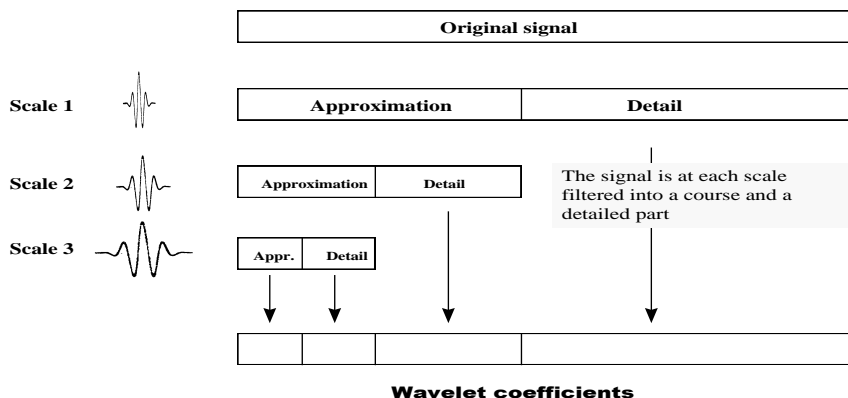 Original signal
Scale 1
Approximation
Detail
Scale 2
Approximation
Detail
The signal is at each scale
filtered into a course and a
detailed part
Scale 3
Appr.
Detail
Wavelet coefficients